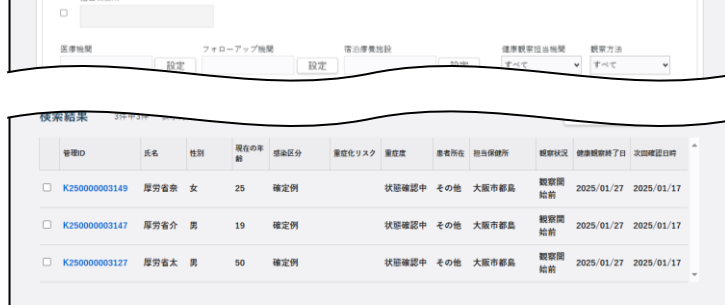 医療機関 フォローアップ機関 宿泊療養施設 健康観察担当機関 観察方法
設定 設定 設定 すべて すべて
検索結果 3件中3件
管理ID 氏名 性別 現在の年齢 感染区分 重症化リスク 重症度 患者所在 担当保健所 観察状況 健康観察終了日 次回確認日時
K250000003149 厚労省奈 女 25 確定例 状態確認中 その他 大阪市都島 観察開始前 2025/01/27 2025/01/17
K250000003147 厚労省介 男 19 確定例 状態確認中 その他 大阪市都島 観察開始前 2025/01/27 2025/01/17
K250000003127 厚労省太 男 50 確定例 状態確認中 その他 大阪市都島 観察開始前 2025/01/27 2025/01/17